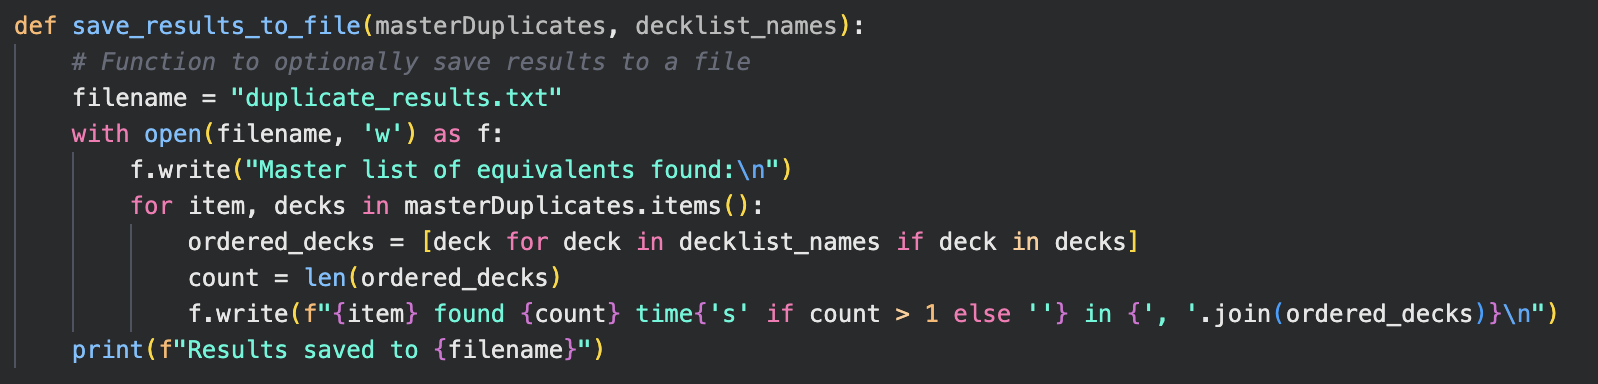 def save_results_to_file(masterDuplicates, decklist_names):
    # Function to optionally save results to a file
    filename = "duplicate_results.txt"
    with open(filename, 'w') as f:
        f.write("Master list of equivalents found:\n")
        for item, decks in masterDuplicates.items():
            ordered_decks = [deck for deck in decklist_names if deck in decks]
            count = len(ordered_decks)
            f.write(f"{item} found {count} time{'s' if count > 1 else ''} in {', '.join(ordered_decks)}\n")
    print(f"Results saved to {filename}")